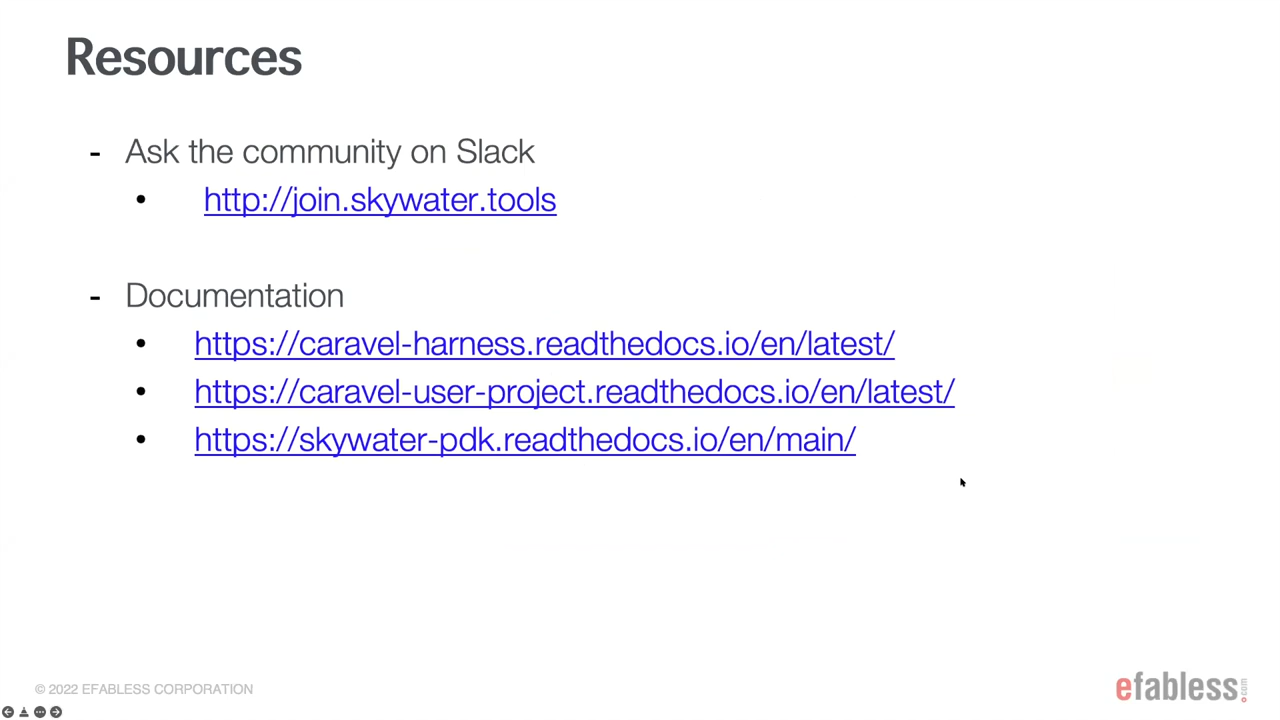 Resources
- Ask the community on Slack
• http://join.skywater.tools
- Documentation
• https://caravel-harness.readthedocs.io/en/latest/
• https://caravel-user-project.readthedocs.io/en/latest/
• https://skywater-pdk.readthedocs.io/en/main/
© 2022 EFABLESS CORPORATION
efabless.com